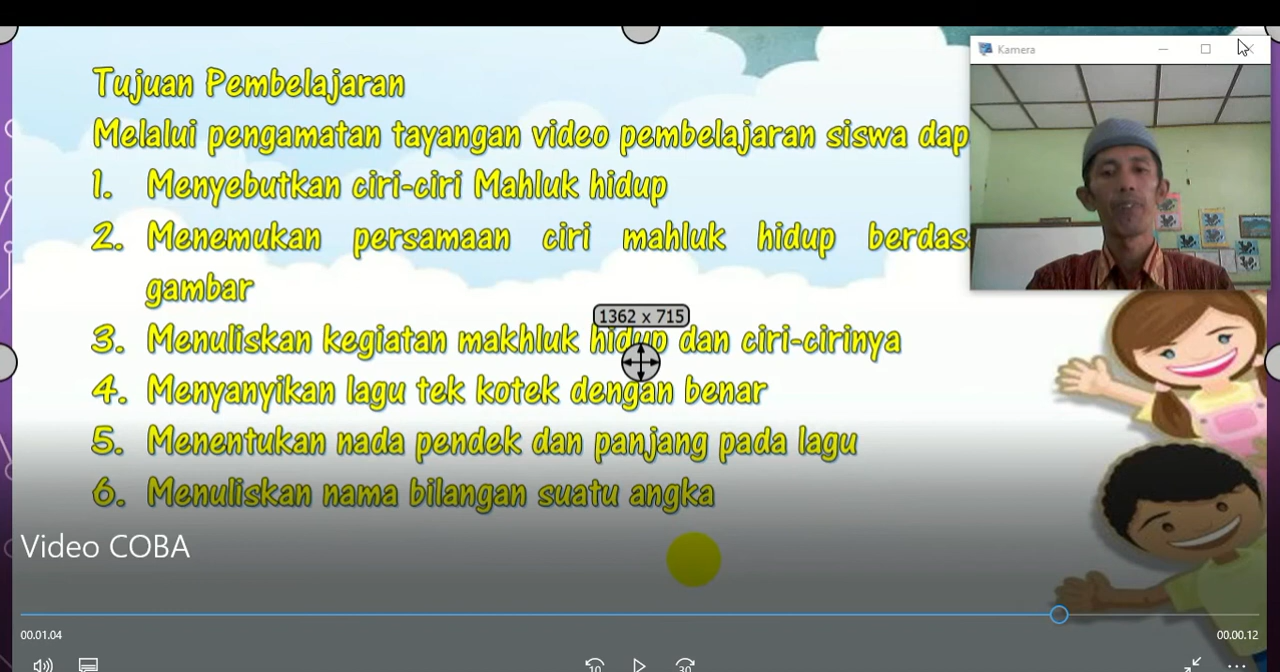 Kamera
Tujuan Pembelajaran
Melalui pengamatan tayangan video pembelajaran siswa dap
1. Menyebutkan ciri-ciri Mahluk hidup
2. Menemukan persamaan ciri mahluk hidup berdas
gambar
1362 x 715
3. Menuliskan kegiatan makhluk hidup dan ciri-cirinya
4. Menyanyikan lagu tek kotek dengan benar
5. Menentukan nada pendek dan panjang pada lagu
6. Menuliskan nama bilangan suatu angka
Video COBA
00.01.04
00.00.12
10
30